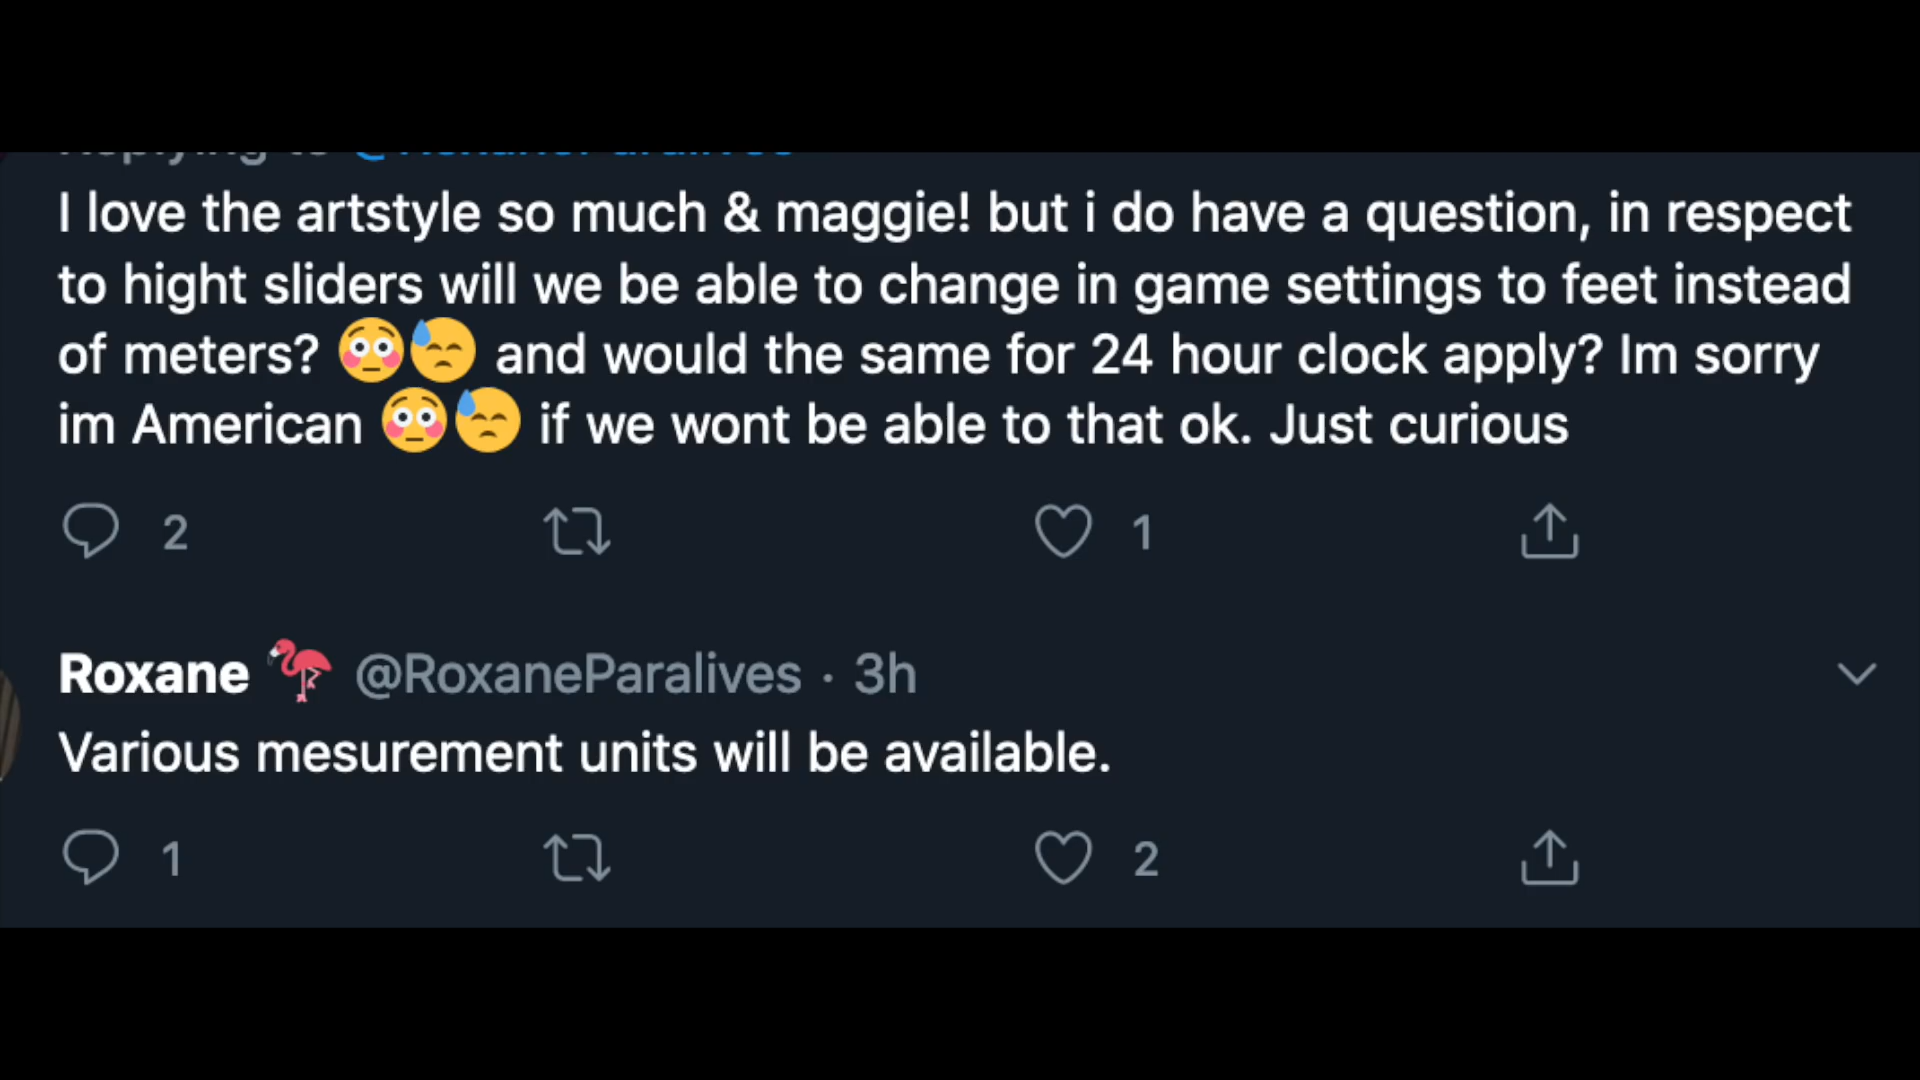 Replying to @RoxaneParalives
I love the artstyle so much & maggie! but i do have a question, in respect
to hight sliders will we be able to change in game settings to feet instead
of meters? 😳😓 and would the same for 24 hour clock apply? Im sorry
im American 😳😓 if we wont be able to that ok. Just curious
2 1
Roxane 🦩 @RoxaneParalives · 3h
Various mesurement units will be available.
1 2